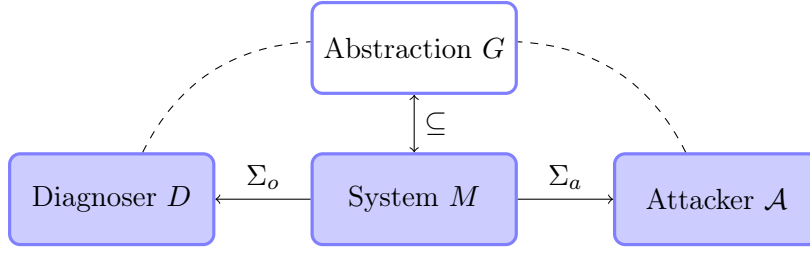 Abstraction G
⊆
Diagnoser D
Σo
System M
Σa
Attacker 𝒜